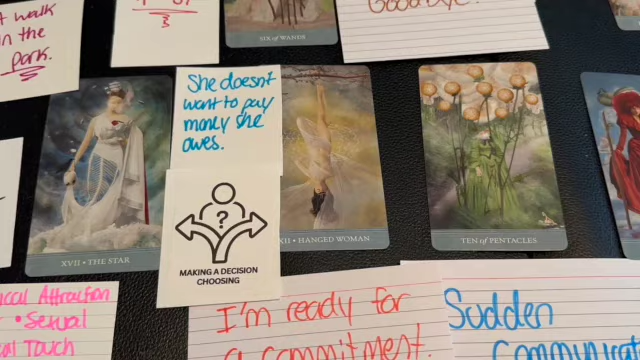 t walk
in the
park.
3
SIX OF WANDS
Goodbye!
She doesn't
want to pay
money she
owes.
?
MAKING A DECISION
CHOOSING
XVII • THE STAR
XII • HANGED WOMAN
TEN of PENTACLES
Attraction
• Sexual
Touch
I'm ready for
a commitment
Sudden